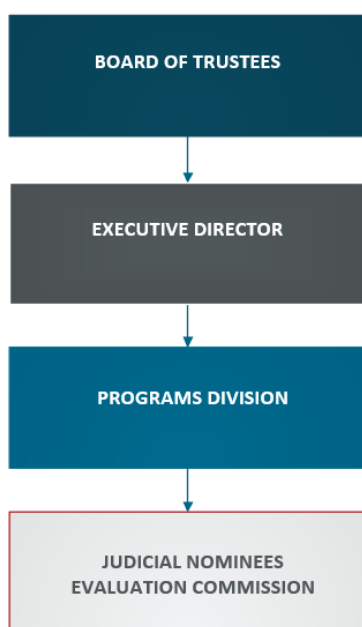 BOARD OF TRUSTEES
EXECUTIVE DIRECTOR
PROGRAMS DIVISION
JUDICIAL NOMINEES
EVALUATION COMMISSION